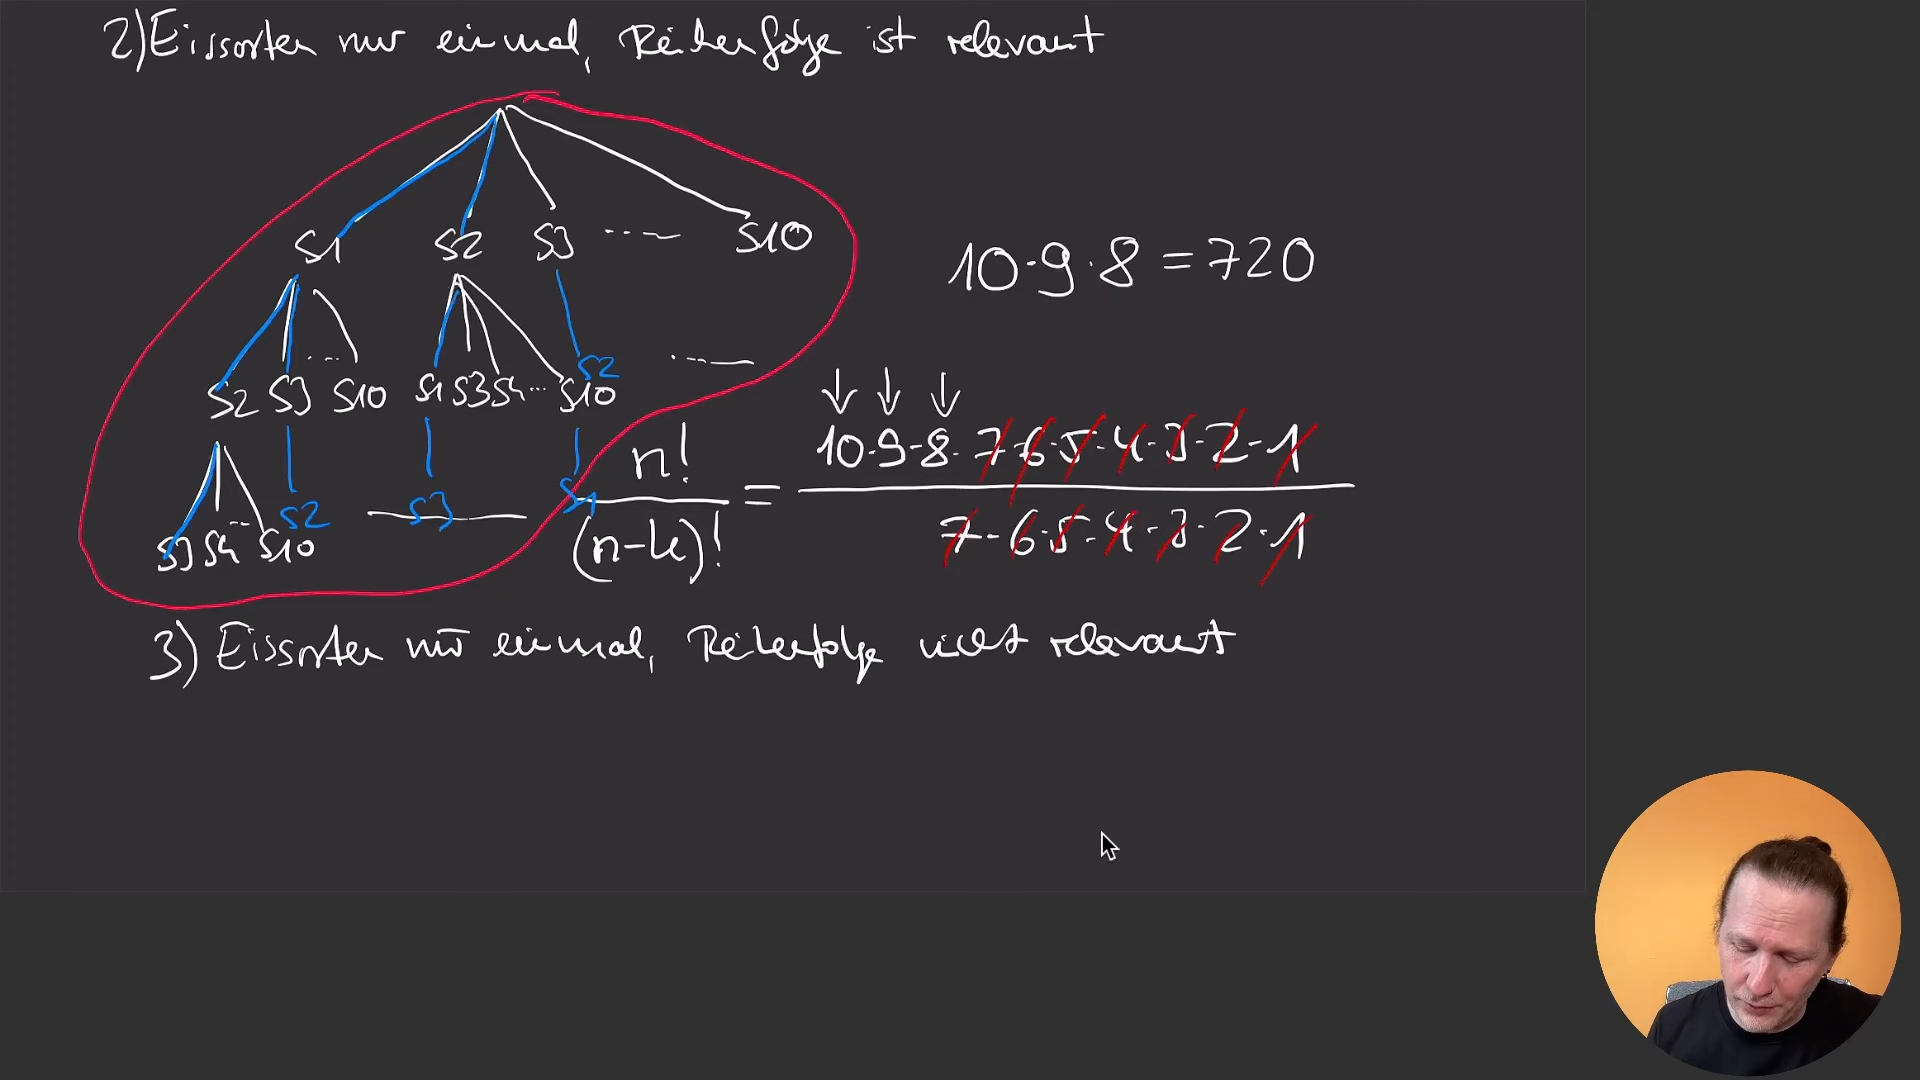 2) Eissorten nur einmal, Reihenfolge ist relevant
S1 S2 S3 ---- S10
10·9·8 = 720
S2 S3 ... S10 S1 S3 S4 ... S10 S2 ----
S2 S3 S1
S3 S4 ... S10
n!/(n-k)! = 10·9·8·7·6·5·4·3·2·1/7·6·5·4·3·2·1
3) Eissorten nur einmal, Reihenfolge nicht relevant